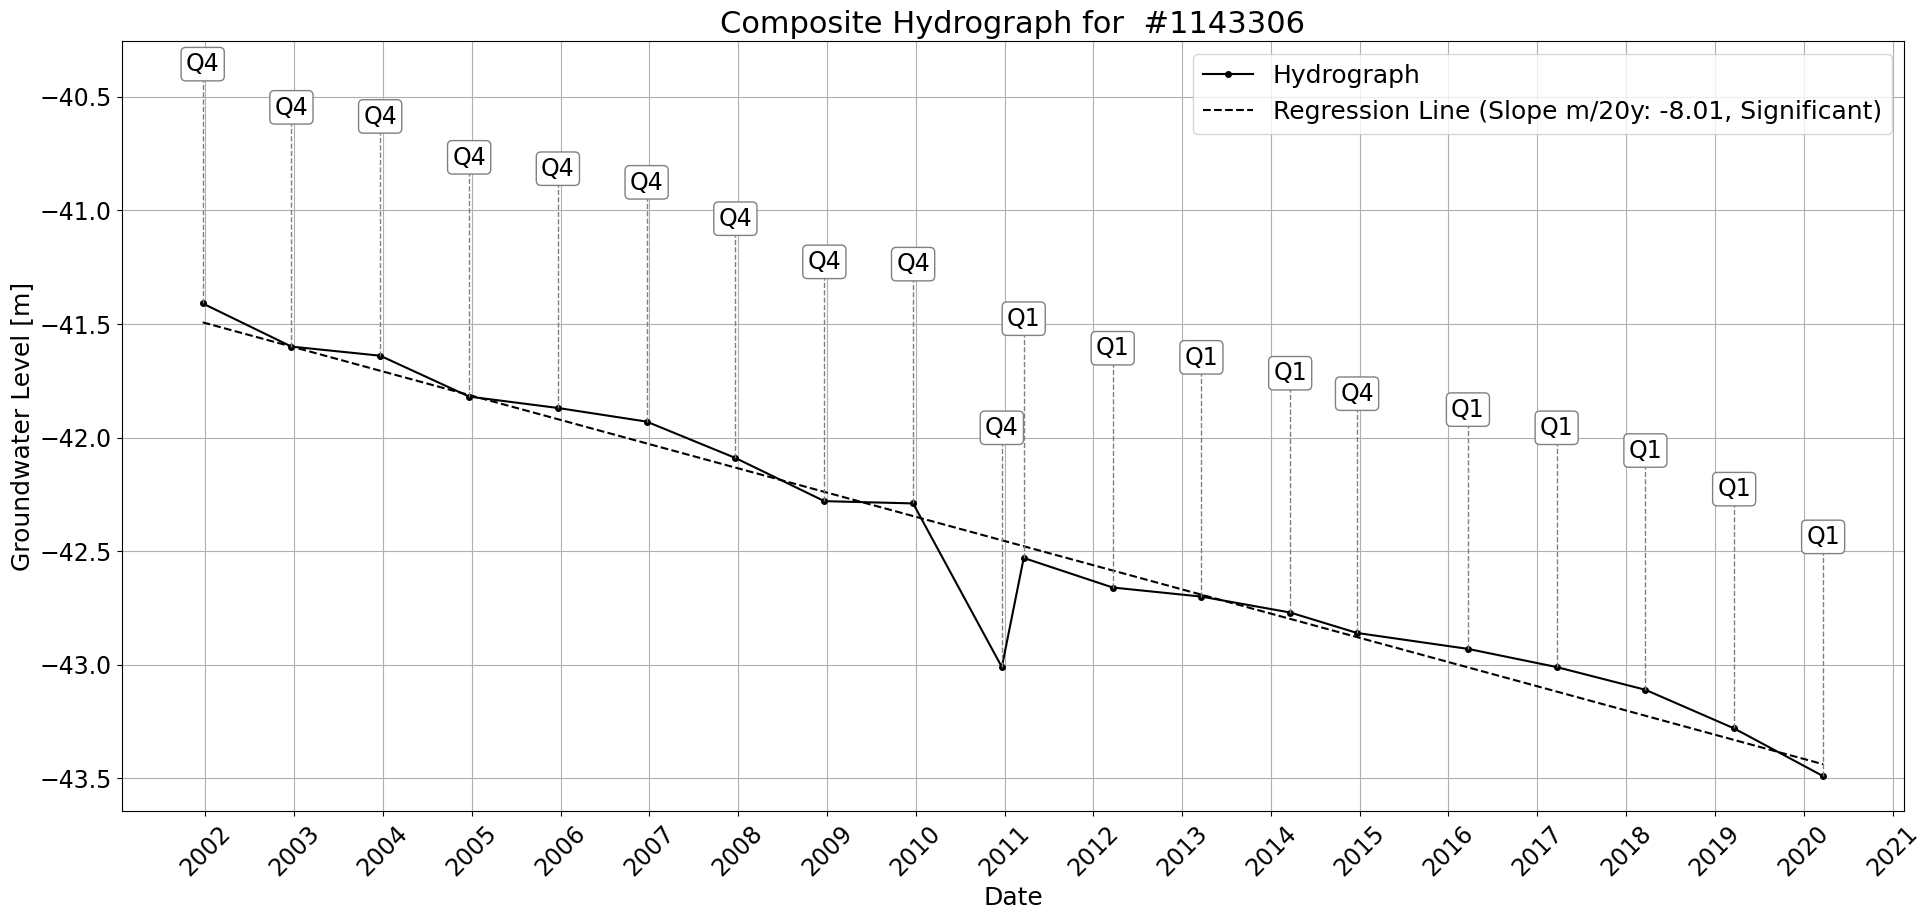 Composite Hydrograph for  #1143306
Hydrograph
Regression Line (Slope m/20y: -8.01, Significant)
Q4
Q4
Q4
Q4
Q4
Q4
Q4
Q4
Q4
Q4
Q1
Q1
Q1
Q1
Q4
Q1
Q1
Q1
Q1
Q1
Groundwater Level [m]
−40.5
−41.0
−41.5
−42.0
−42.5
−43.0
−43.5
2002
2003
2004
2005
2006
2007
2008
2009
2010
2011
2012
2013
2014
2015
2016
2017
2018
2019
2020
2021
Date